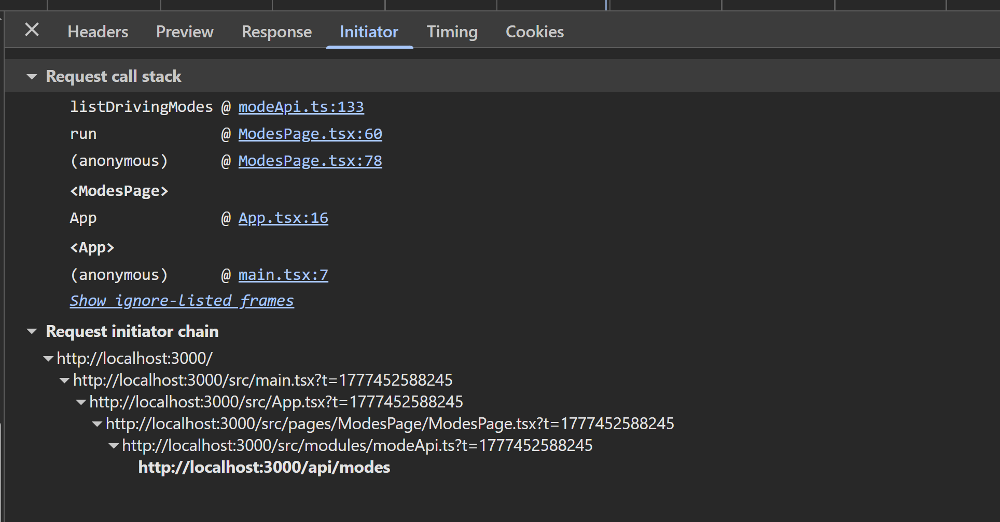 Headers Preview Response Initiator Timing Cookies
Request call stack
listDrivingModes @ modeApi.ts:133
run @ ModesPage.tsx:60
(anonymous) @ ModesPage.tsx:78
<ModesPage>
App @ App.tsx:16
<App>
(anonymous) @ main.tsx:7
Show ignore-listed frames
Request initiator chain
http://localhost:3000/
http://localhost:3000/src/main.tsx?t=1777452588245
http://localhost:3000/src/App.tsx?t=1777452588245
http://localhost:3000/src/pages/ModesPage/ModesPage.tsx?t=1777452588245
http://localhost:3000/src/modules/modeApi.ts?t=1777452588245
http://localhost:3000/api/modes